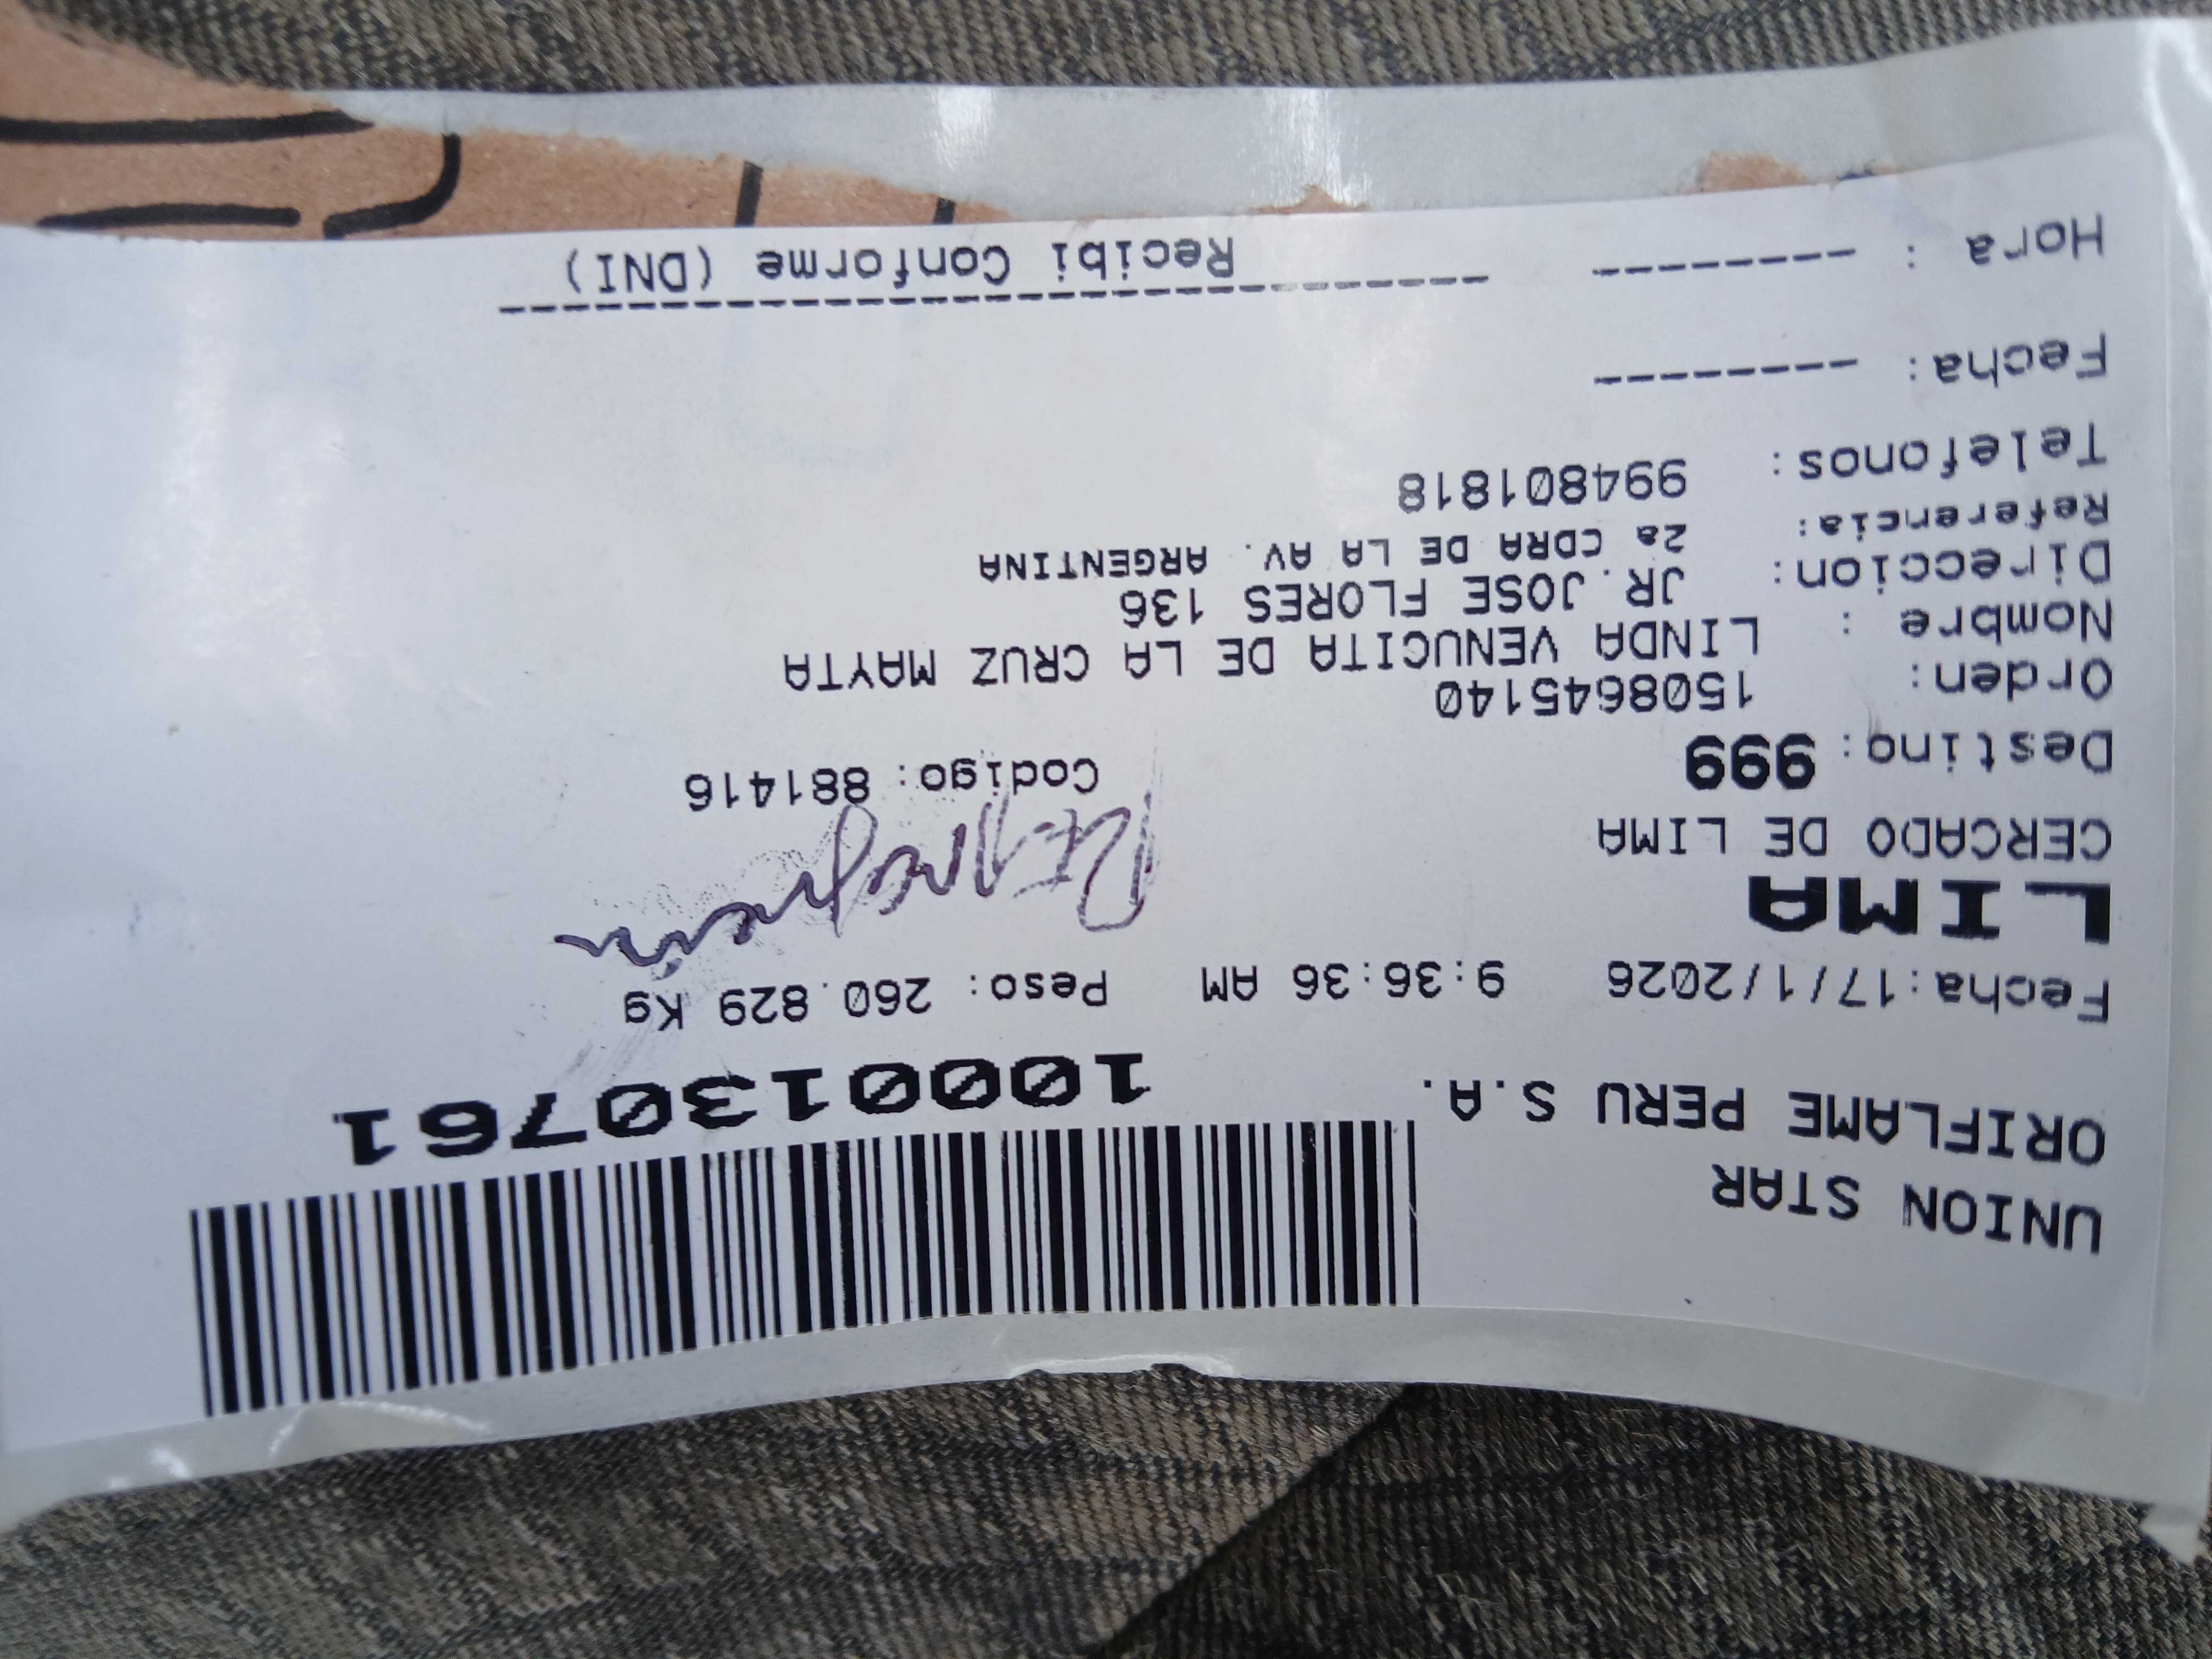 UNION STAR
ORIFLAME PERU S.A.
1000130761
Fecha:17/1/2026 9:36:36 AM Peso: 260.829 Kg
LIMA
CERCADO DE LIMA
Destino: 999 Codigo: 881416
Orden: 1508645140
Nombre : LINDA VENUCITA DE LA CRUZ MAYTA
Direccion: JR.JOSE FLORES 136
Referencia: 2a CDRA DE LA AV. ARGENTINA
Telefonos: 994801818
Fecha: --------
Hora : --------
Recibi Conforme (DNI)